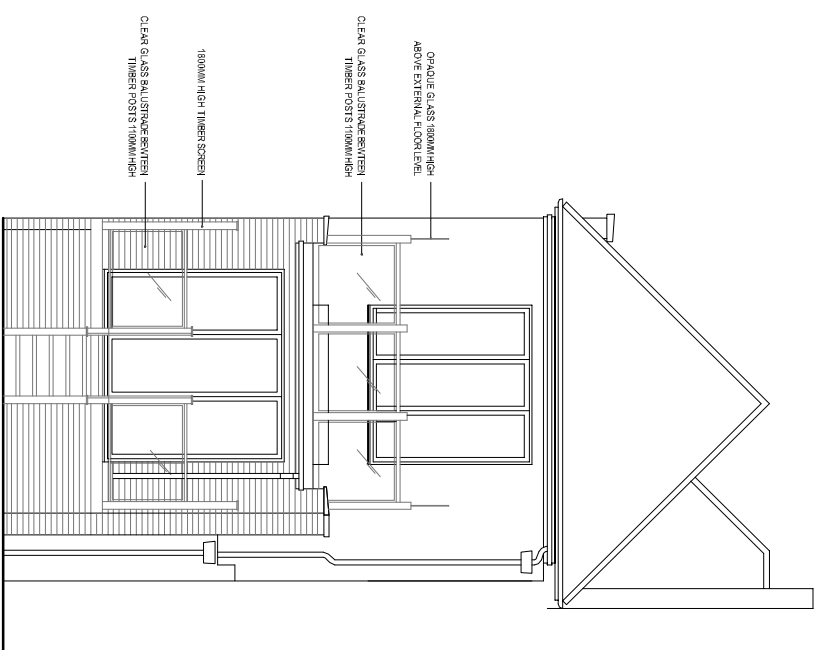 OPAQUE GLASS 1800MM HIGH
ABOVE EXTERNAL FLOOR LEVEL
CLEAR GLASS BALUSTRADE BEWTEEN
TIMBER POSTS 1100MM HIGH
1800MM HIGH TIMBER SCREEN
CLEAR GLASS BALUSTRADE BEWTEEN
TIMBER POSTS 1100MM HIGH